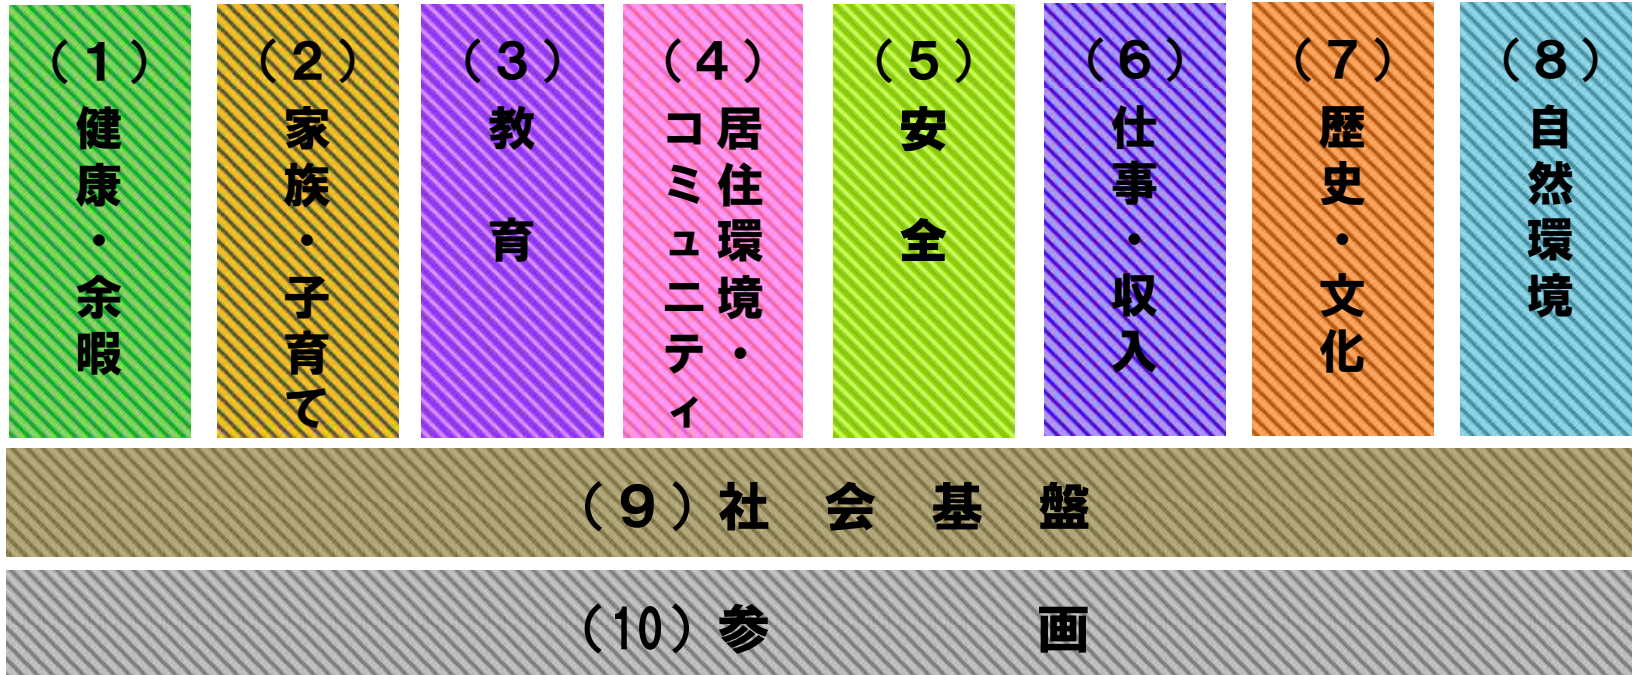 (1)
健康・余暇
(2)
家族・子育て
(3)
教　育
(4)
居住環境・
コミュニティ
(5)
安　全
(6)
仕事・収入
(7)
歴史・文化
(8)
自然環境
(9)社　会　基　盤
(10)参　　　　　画